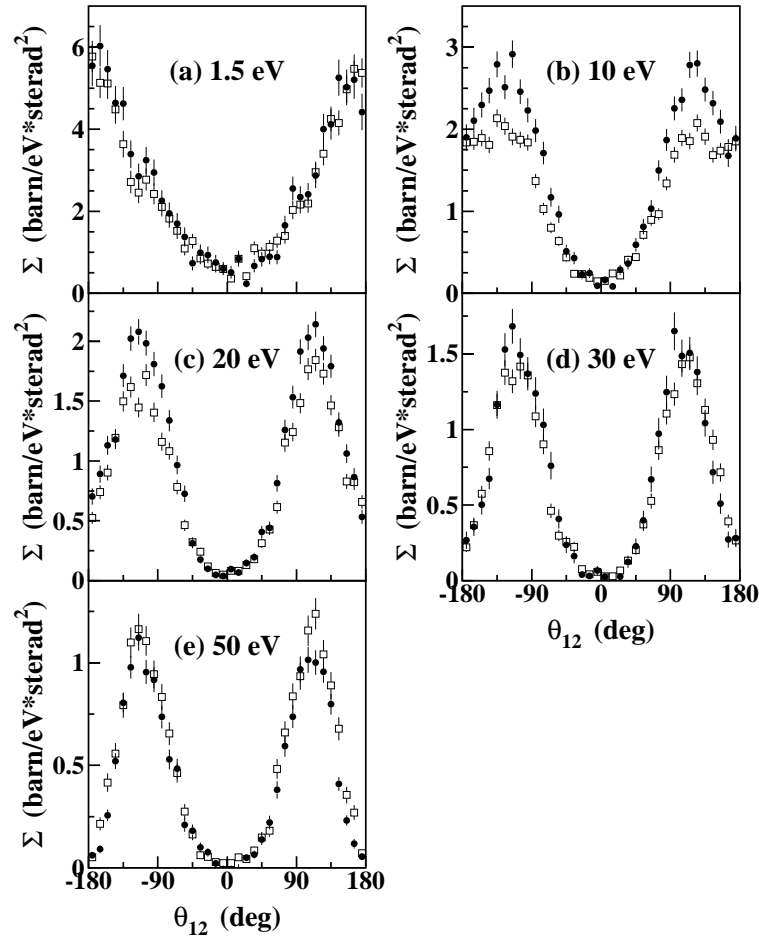 (a) 1.5 eV
Σ (barn/eV*sterad²)
6
4
2
0
(b) 10 eV
Σ (barn/eV*sterad²)
3
2
1
0
(c) 20 eV
Σ (barn/eV*sterad²)
2
1.5
1
0.5
0
(d) 30 eV
Σ (barn/eV*sterad²)
1.5
1
0.5
0
-180 -90 0 90 180
θ₁₂ (deg)
(e) 50 eV
Σ (barn/eV*sterad²)
1
0.5
0
-180 -90 0 90 180
θ₁₂ (deg)